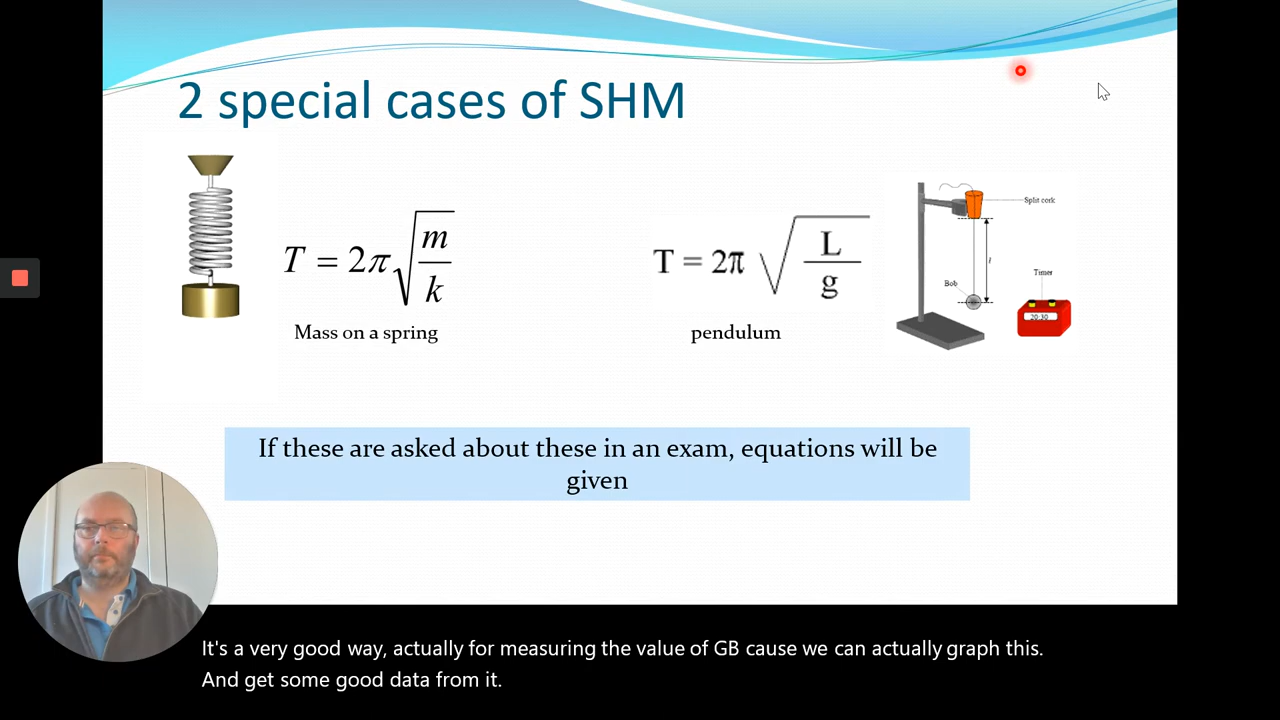 2 special cases of SHM
T = 2π√(m/k)
Mass on a spring
T = 2π √(L/g)
pendulum
Split cork
l
Bob
Timer
20:30
If these are asked about these in an exam, equations will be
given
It's a very good way, actually for measuring the value of GB cause we can actually graph this.
And get some good data from it.